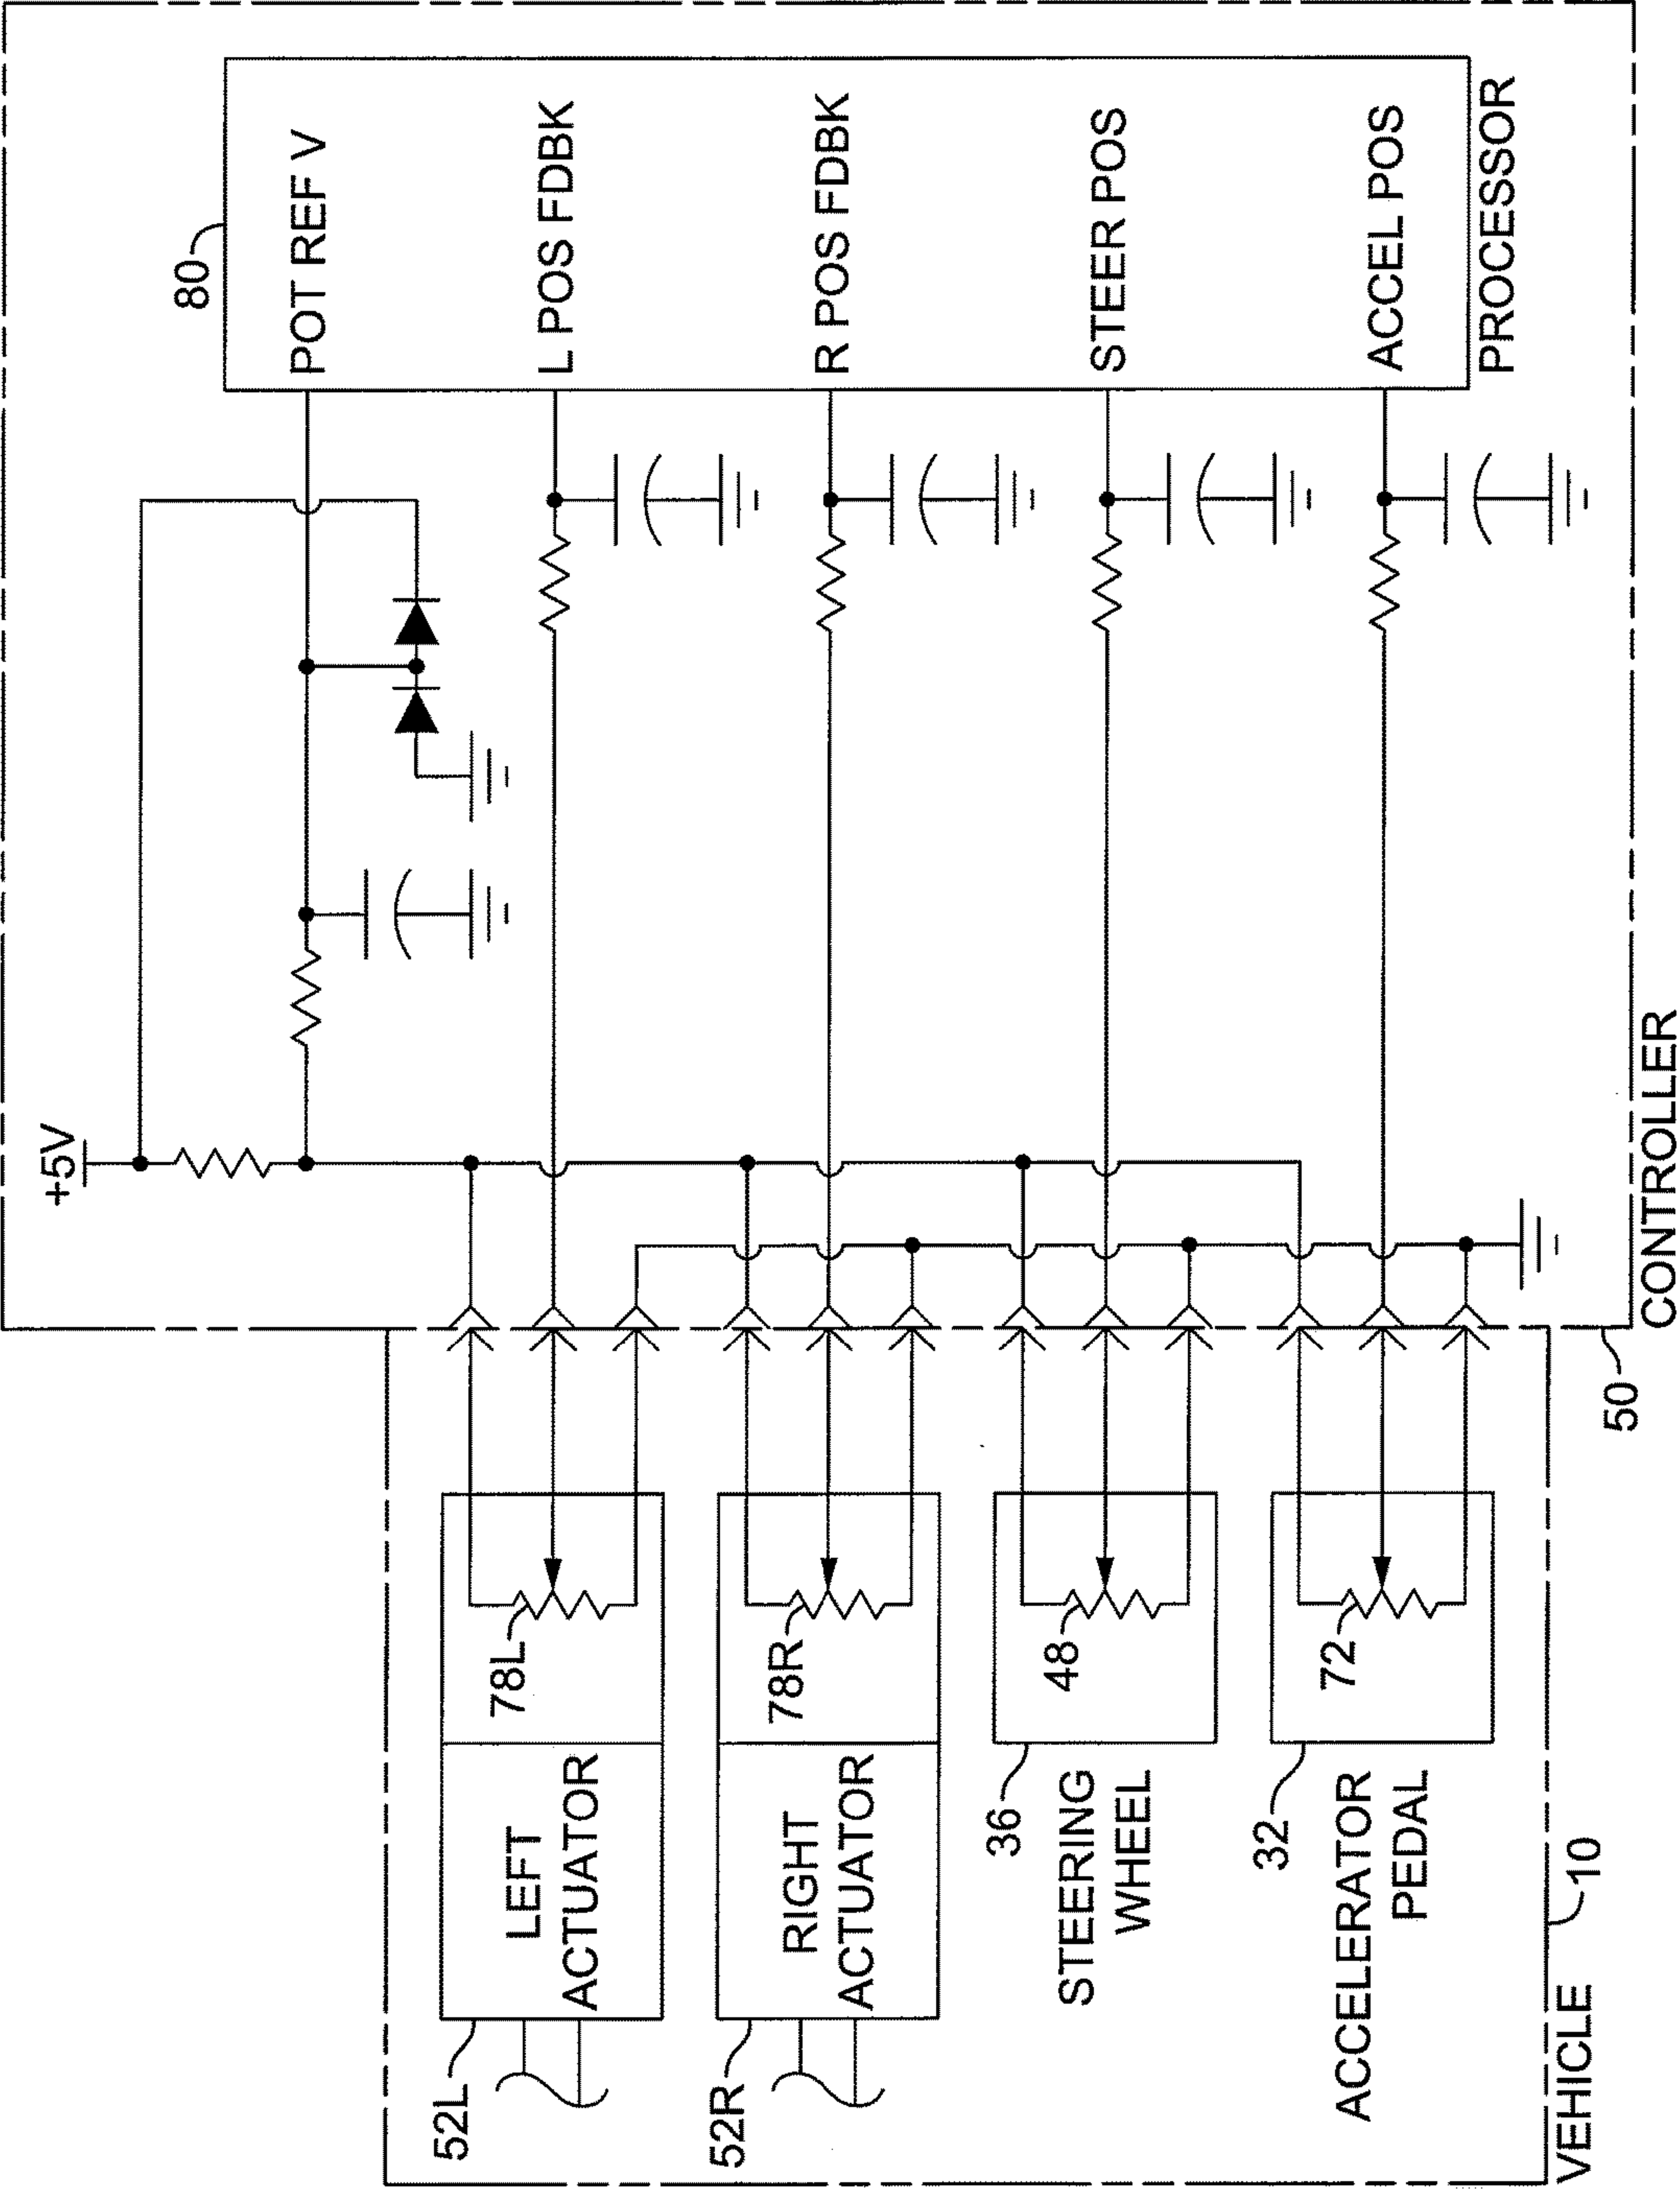 52L
LEFT
ACTUATOR
78L
52R
RIGHT
ACTUATOR
78R
36
STEERING
WHEEL
48
32
ACCELERATOR
PEDAL
72
VEHICLE
10
+5V
80
POT REF V
L POS FDBK
R POS FDBK
STEER POS
ACCEL POS
PROCESSOR
50
CONTROLLER